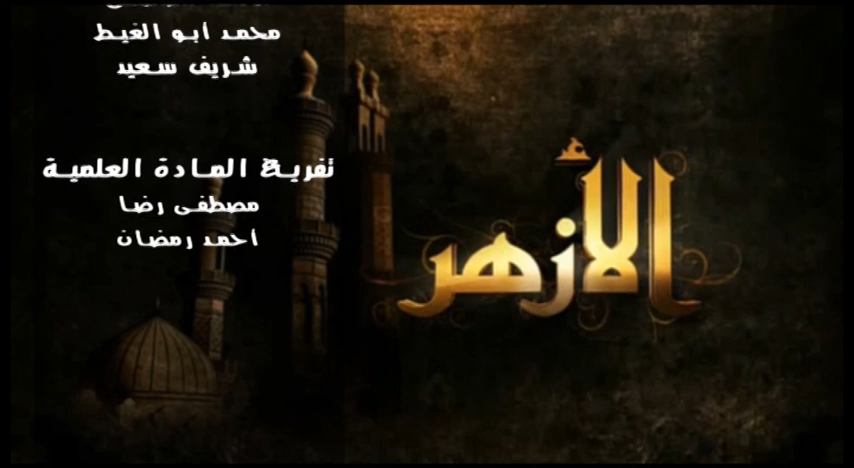 محمد أبو الغيط
شريف سعيد
تفريغ المادة العلمية
مصطفى رضا
أحمد رمضان
الأزهر